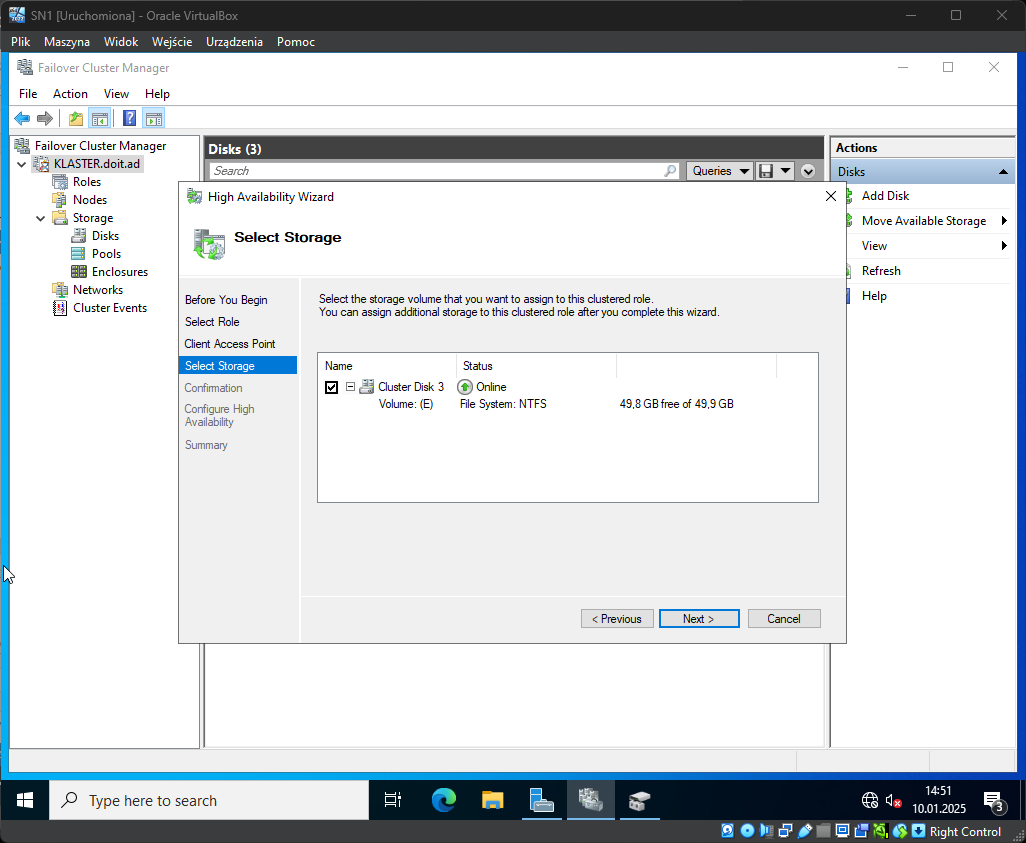 SN1 [Uruchomiona] - Oracle VirtualBox
Plik Maszyna Widok Wejście Urządzenia Pomoc
Failover Cluster Manager
File Action View Help
Failover Cluster Manager
KLASTER.doit.ad
Roles
Nodes
Storage
Disks
Pools
Enclosures
Networks
Cluster Events
Disks (3)
Search
Queries
Actions
Disks
Add Disk
Move Available Storage
View
Refresh
Help
High Availability Wizard
Select Storage
Before You Begin
Select Role
Client Access Point
Select Storage
Confirmation
Configure High
Availability
Summary
Select the storage volume that you want to assign to this clustered role.
You can assign additional storage to this clustered role after you complete this wizard.
Name Status
Cluster Disk 3 Online
Volume: (E) File System: NTFS 49,8 GB free of 49,9 GB
< Previous Next > Cancel
Type here to search
14:51
10.01.2025
3
Right Control